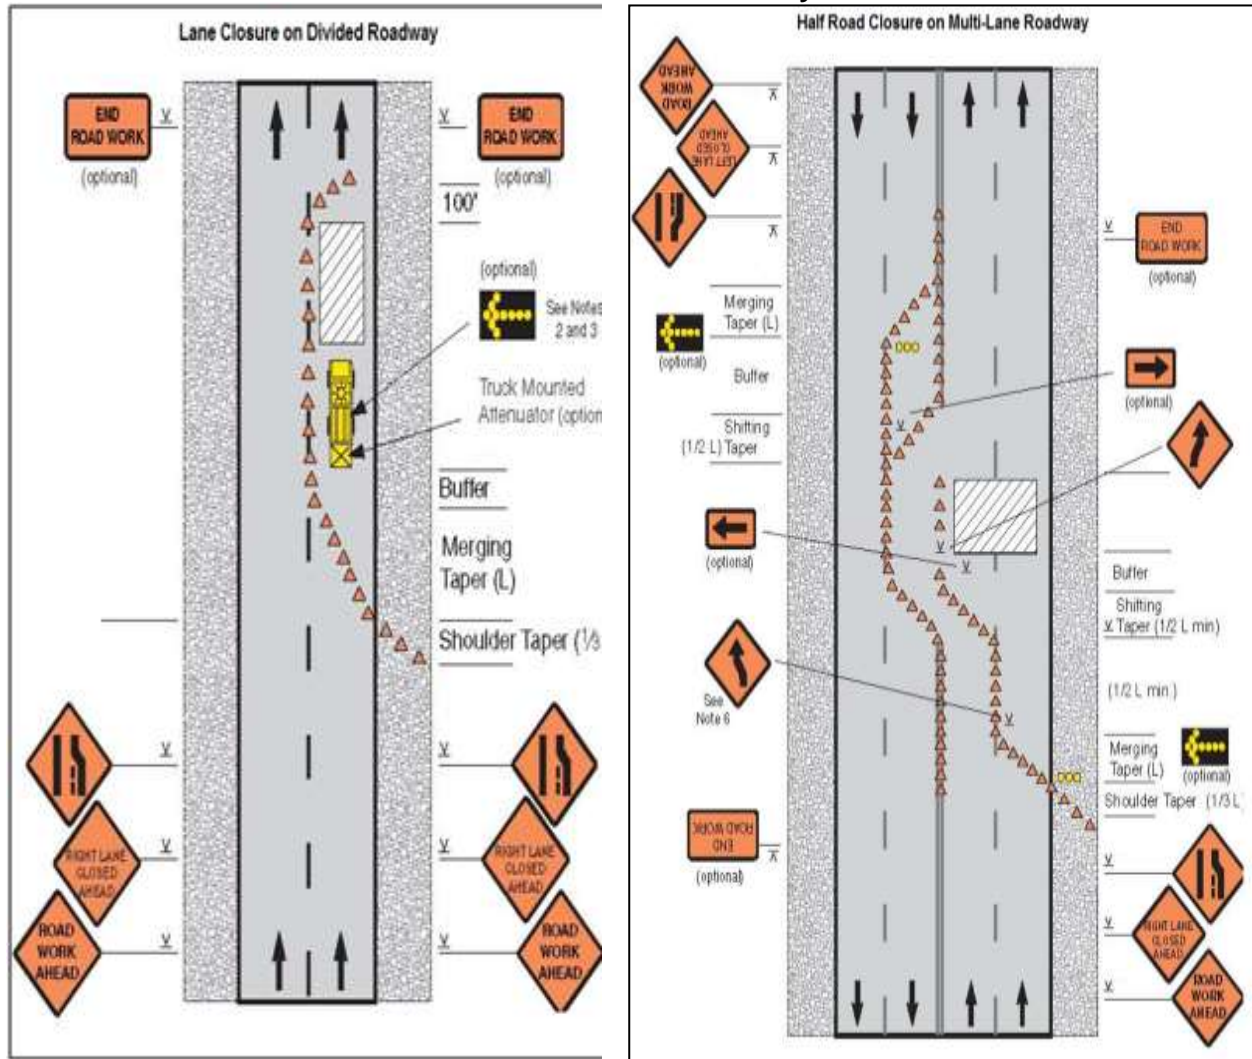 Lane Closure on Divided Roadway
END
ROAD WORK
(optional)
END
ROAD WORK
(optional)
100'
(optional)
See Notes
2 and 3
Truck Mounted
Attenuator (option
Buffer
Merging
Taper (L)
Shoulder Taper (1/3
RIGHT LANE
CLOSED
AHEAD
RIGHT LANE
CLOSED
AHEAD
ROAD
WORK
AHEAD
ROAD
WORK
AHEAD
Half Road Closure on Multi-Lane Roadway
ROAD
WORK
AHEAD
LEFT LANE
CLOSED
AHEAD
END
ROAD WORK
(optional)
Merging
Taper (L)
(optional)
Buffer
(optional)
Shifting
(1/2 L) Taper
(optional)
Buffer
Shifting
Taper (1/2 L min)
See
Note 6
(1/2 L min.)
Merging
Taper (L)
(optional)
Shoulder Taper (1/3 L
END
ROAD WORK
(optional)
RIGHT LANE
CLOSED
AHEAD
ROAD
WORK
AHEAD